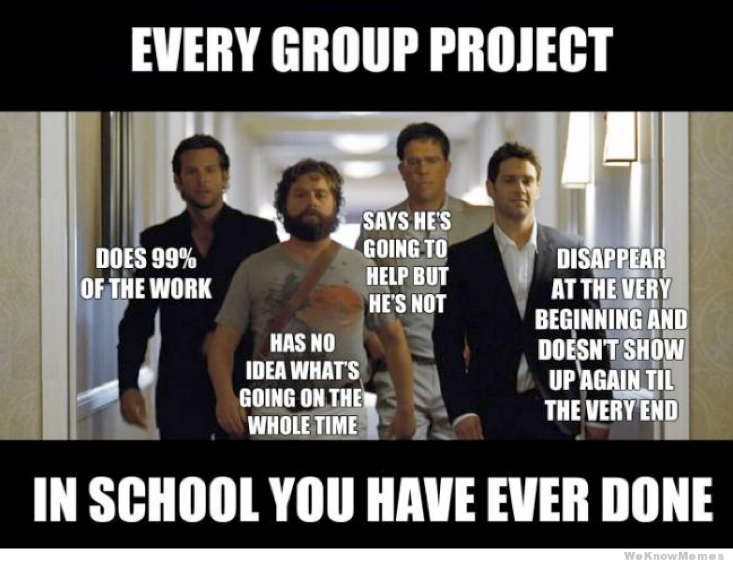 EVERY GROUP PROJECT
DOES 99%
OF THE WORK
HAS NO
IDEA WHAT'S
GOING ON THE
WHOLE TIME
SAYS HE'S
GOING TO
HELP BUT
HE'S NOT
DISAPPEAR
AT THE VERY
BEGINNING AND
DOESN'T SHOW
UP AGAIN TIL
THE VERY END
IN SCHOOL YOU HAVE EVER DONE
WeKnowMemes